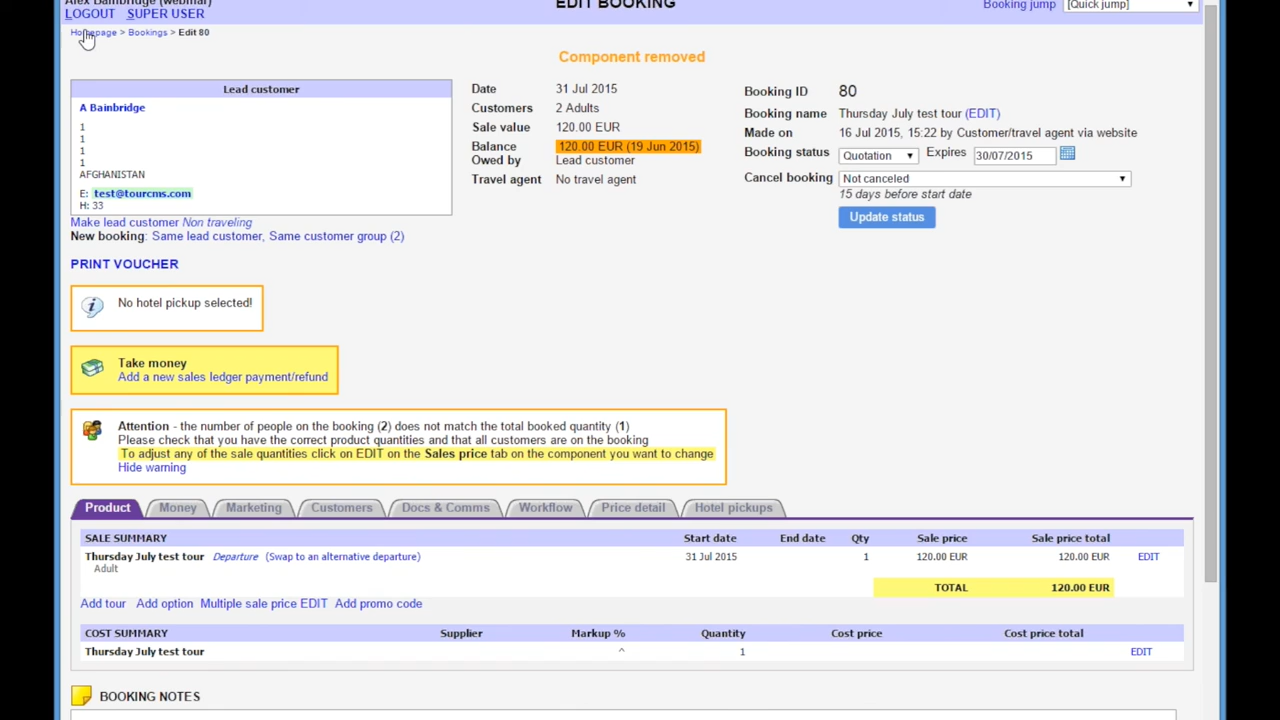 Alex Bainbridge (webmar)
EDIT BOOKING
Booking jump [Quick jump]
LOGOUT SUPER USER
Homepage > Bookings > Edit 80
Component removed
Lead customer
A Bainbridge
1
1
1
1
AFGHANISTAN
E: test@tourcms.com
H: 33
Make lead customer Non traveling
New booking: Same lead customer, Same customer group (2)
Date 31 Jul 2015
Customers 2 Adults
Sale value 120.00 EUR
Balance 120.00 EUR (19 Jun 2015)
Owed by Lead customer
Travel agent No travel agent
Booking ID 80
Booking name Thursday July test tour (EDIT)
Made on 16 Jul 2015, 15:22 by Customer/travel agent via website
Booking status Quotation Expires 30/07/2015
Cancel booking Not canceled
15 days before start date
Update status
PRINT VOUCHER
No hotel pickup selected!
Take money
Add a new sales ledger payment/refund
Attention - the number of people on the booking (2) does not match the total booked quantity (1)
Please check that you have the correct product quantities and that all customers are on the booking
To adjust any of the sale quantities click on EDIT on the Sales price tab on the component you want to change
Hide warning
Product Money Marketing Customers Docs & Comms Workflow Price detail Hotel pickups
SALE SUMMARY Start date End date Qty Sale price Sale price total
Thursday July test tour Departure (Swap to an alternative departure) 31 Jul 2015 1 120.00 EUR 120.00 EUR EDIT
Adult
TOTAL 120.00 EUR
Add tour Add option Multiple sale price EDIT Add promo code
COST SUMMARY Supplier Markup % Quantity Cost price Cost price total
Thursday July test tour ^ 1 EDIT
BOOKING NOTES